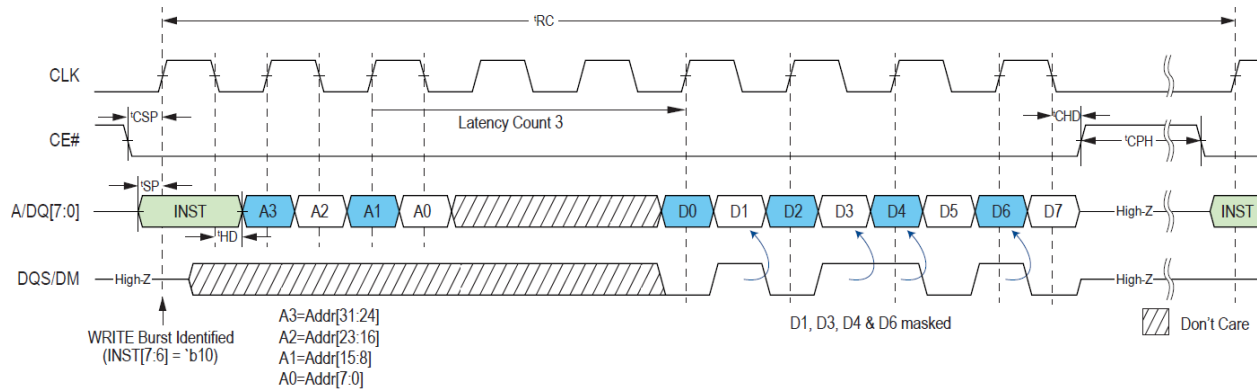 tRC
CLK
tCSP
Latency Count 3
tCHD
CE#
tCPH
tSP
A/DQ[7:0]
INST A3 A2 A1 A0 D0 D1 D2 D3 D4 D5 D6 D7 High-Z INST
tHD
DQS/DM High-Z High-Z
WRITE Burst Identified
(INST[7:6] = `b10)
A3=Addr[31:24]
A2=Addr[23:16]
A1=Addr[15:8]
A0=Addr[7:0]
D1, D3, D4 & D6 masked
Don't Care